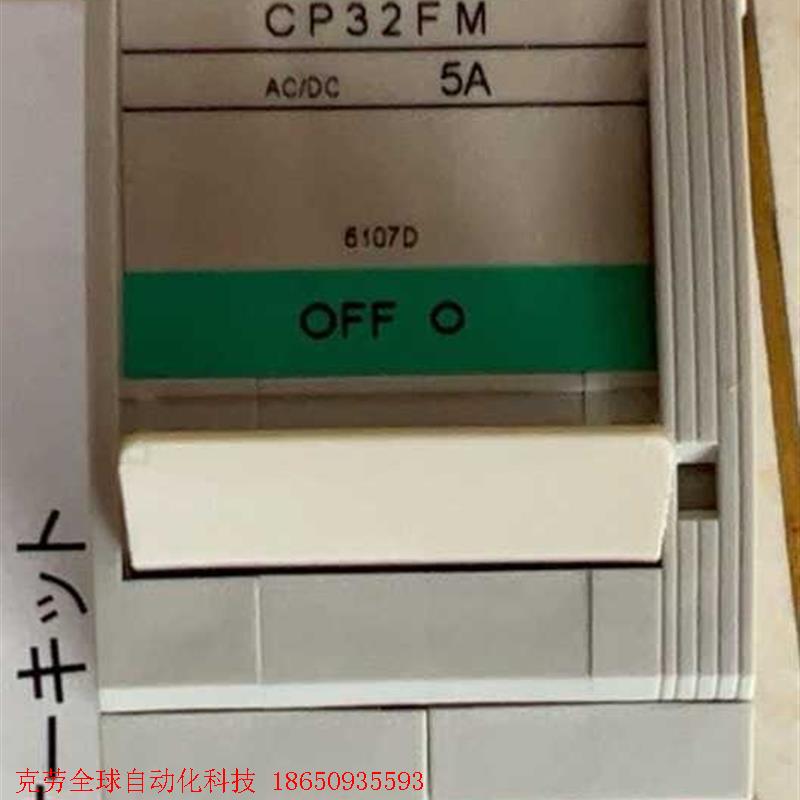 CP32FM
AC/DC 5A
6107D
OFF O
ーキット
克劳全球自动化科技 18650935593